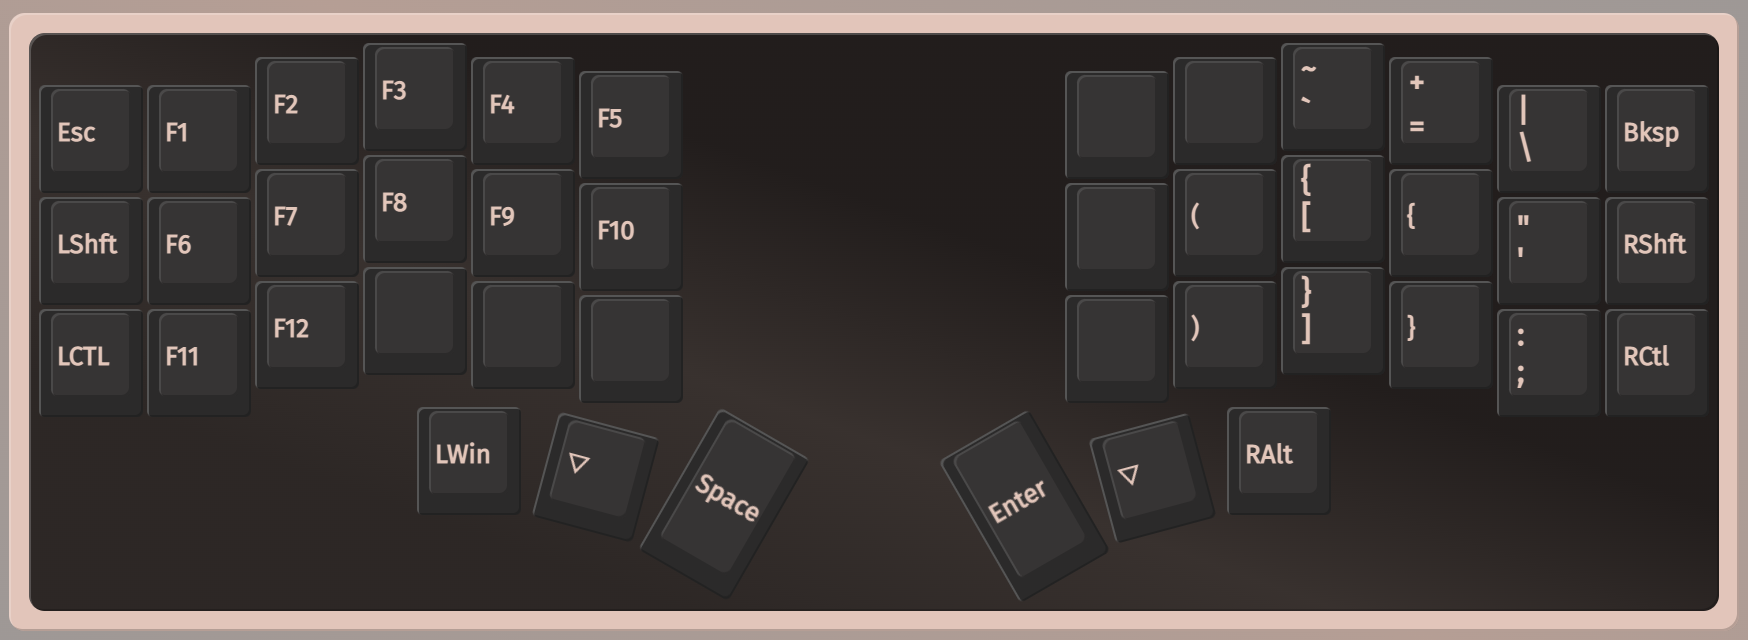 Esc F1 F2 F3 F4 F5 ~ + | Bksp
` = \
LShft F6 F7 F8 F9 F10 ( { { " RShft
[ '
LCTL F11 F12 ) } } : RCtl
] ;
LWin ▽ Space Enter ▽ RAlt